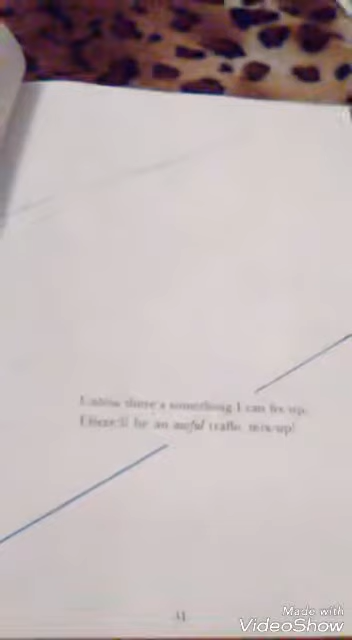 Unless there's something I can fix up,
There'll be an awful traffic mix-up!
Made with
VideoShow